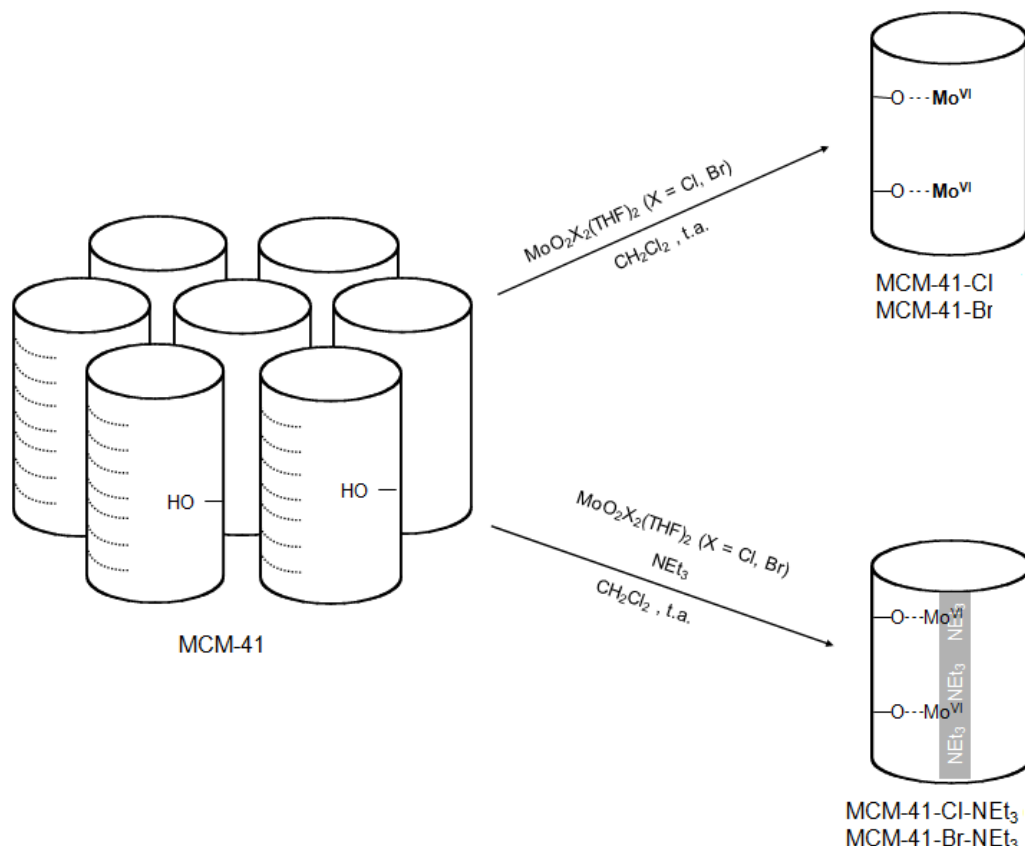 O --- Mo^VI
O --- Mo^VI
MCM-41-Cl
MCM-41-Br
MoO₂X₂(THF)₂ (X = Cl, Br)
CH₂Cl₂ , t.a.
HO
HO
MCM-41
MoO₂X₂(THF)₂ (X = Cl, Br)
NEt₃
CH₂Cl₂ , t.a.
O---Mo^VI
O---Mo^VI
NEt₃
NEt₃
NEt₃
MCM-41-Cl-NEt₃
MCM-41-Br-NEt₃